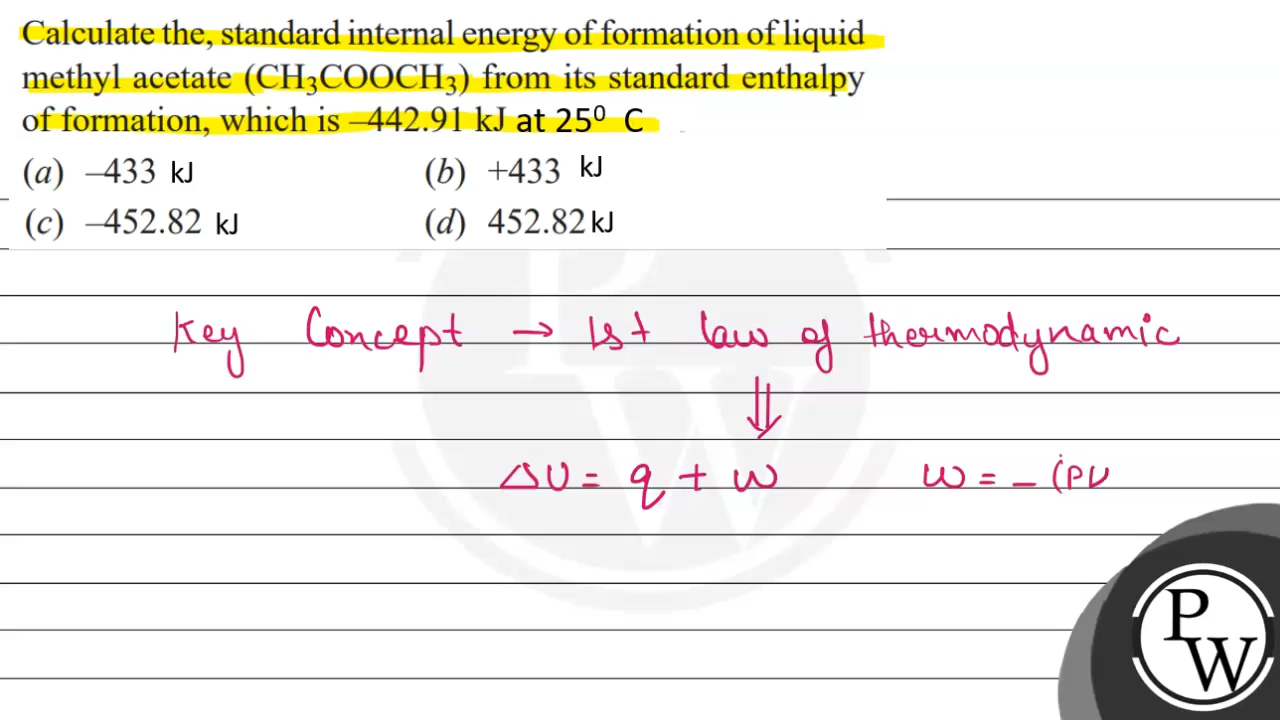 Calculate the, standard internal energy of formation of liquid
methyl acetate (CH₃COOCH₃) from its standard enthalpy
of formation, which is –442.91 kJ at 25⁰ C
(a) –433 kJ (b) +433 kJ
(c) –452.82 kJ (d) 452.82 kJ
Key Concept → Ist law of thermodynamic
⇓
ΔU = q + w w = – (PV
P
W
P
W